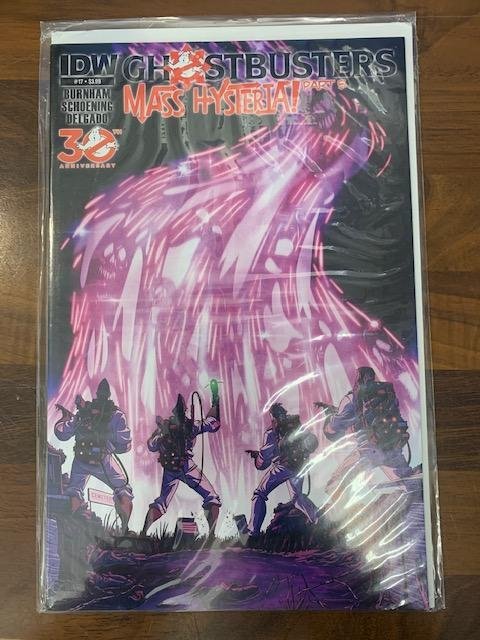 IDW GHOSTBUSTERS
#17 • $3.99
MASS HYSTERIA! PART 5
BURNHAM
SCHOENING
DELGADO
30TH
ANNIVERSARY